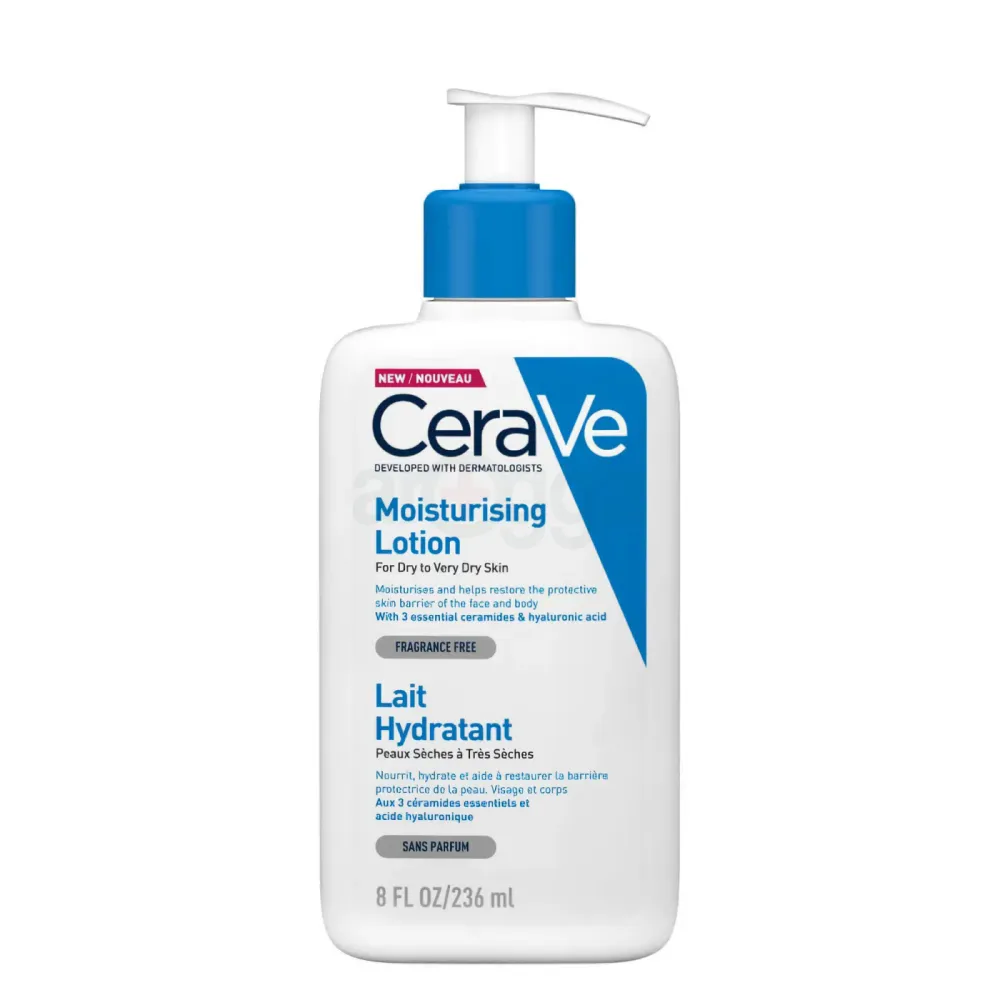 NEW / NOUVEAU
CeraVe
DEVELOPED WITH DERMATOLOGISTS
Moisturising
Lotion
For Dry to Very Dry Skin
Moisturises and helps restore the protective
skin barrier of the face and body
With 3 essential ceramides & hyaluronic acid
FRAGRANCE FREE
Lait
Hydratant
Peaux Sèches à Très Sèches
Nourrit, hydrate et aide à restaurer la barrière
protectrice de la peau. Visage et corps
Aux 3 céramides essentiels et
acide hyaluronique
SANS PARFUM
8 FL OZ/236 ml